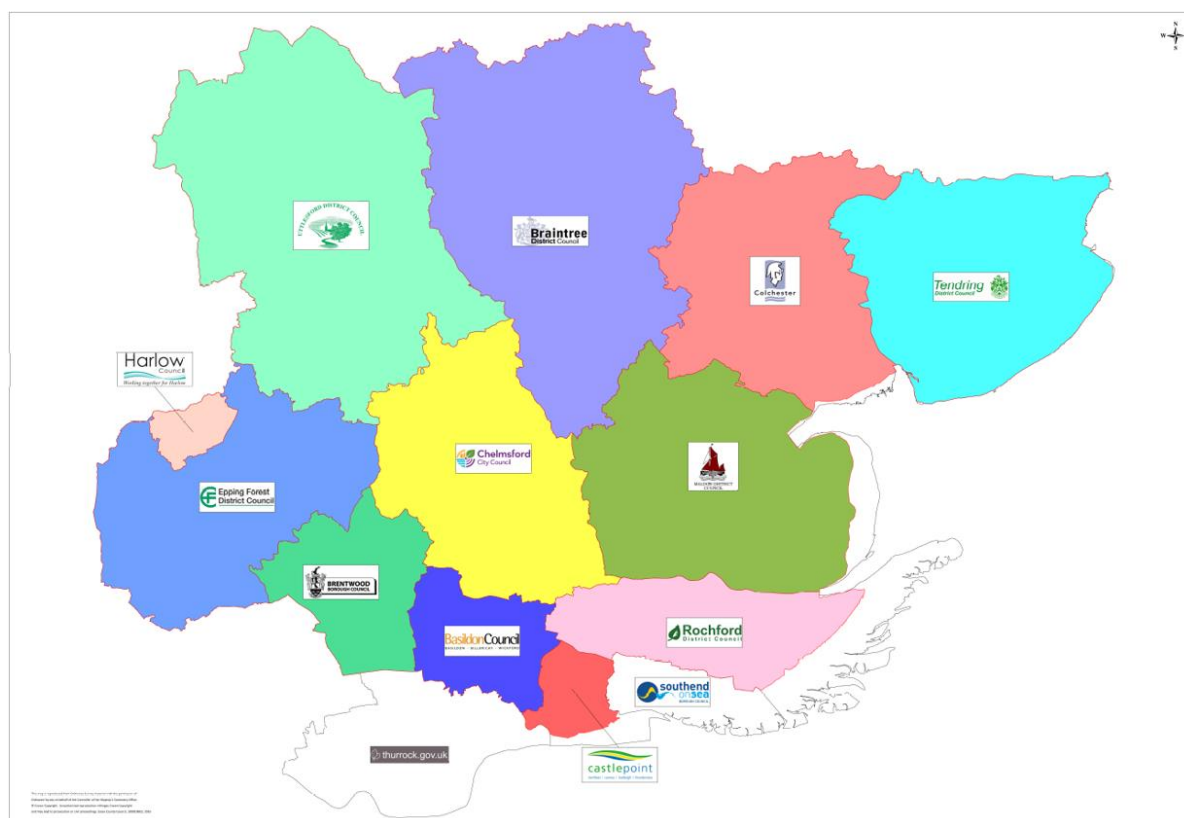 N
W
E
S
UTTLESFORD DISTRICT COUNCIL
Braintree
District Council
Colchester
Tendring
District Council
Harlow
Council
Working together for Harlow
Chelmsford
City Council
MALDON DISTRICT
COUNCIL
Epping Forest
District Council
BRENTWOOD
BOROUGH COUNCIL
BasildonCouncil
BASILDON · BILLERICAY · WICKFORD
Rochford
District Council
southend
on sea
BOROUGH COUNCIL
thurrock.gov.uk
castlepoint